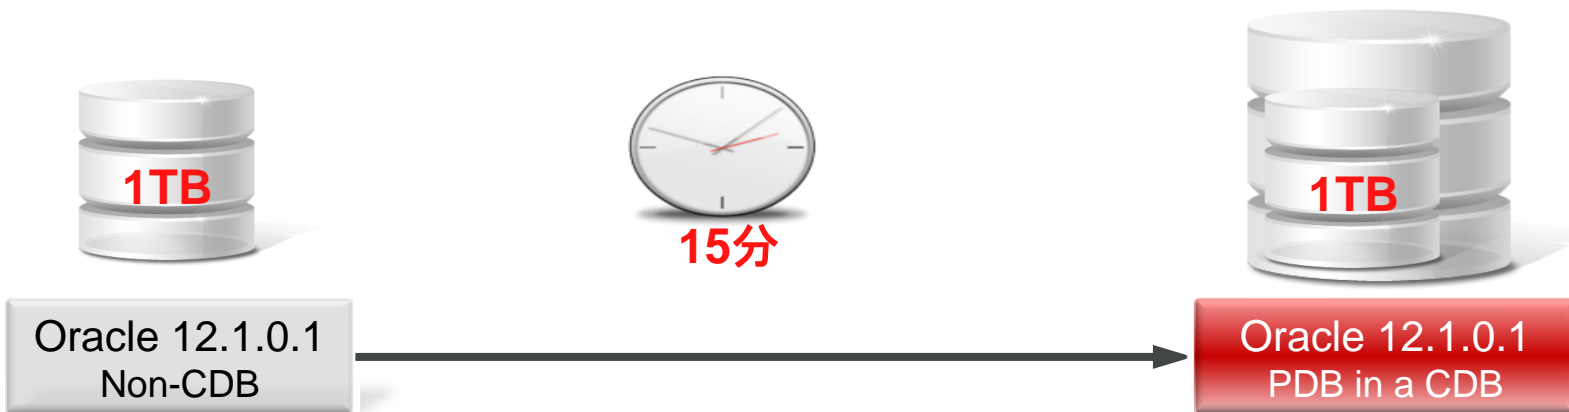 1TB
15分
1TB
Oracle 12.1.0.1
Non-CDB
Oracle 12.1.0.1
PDB in a CDB